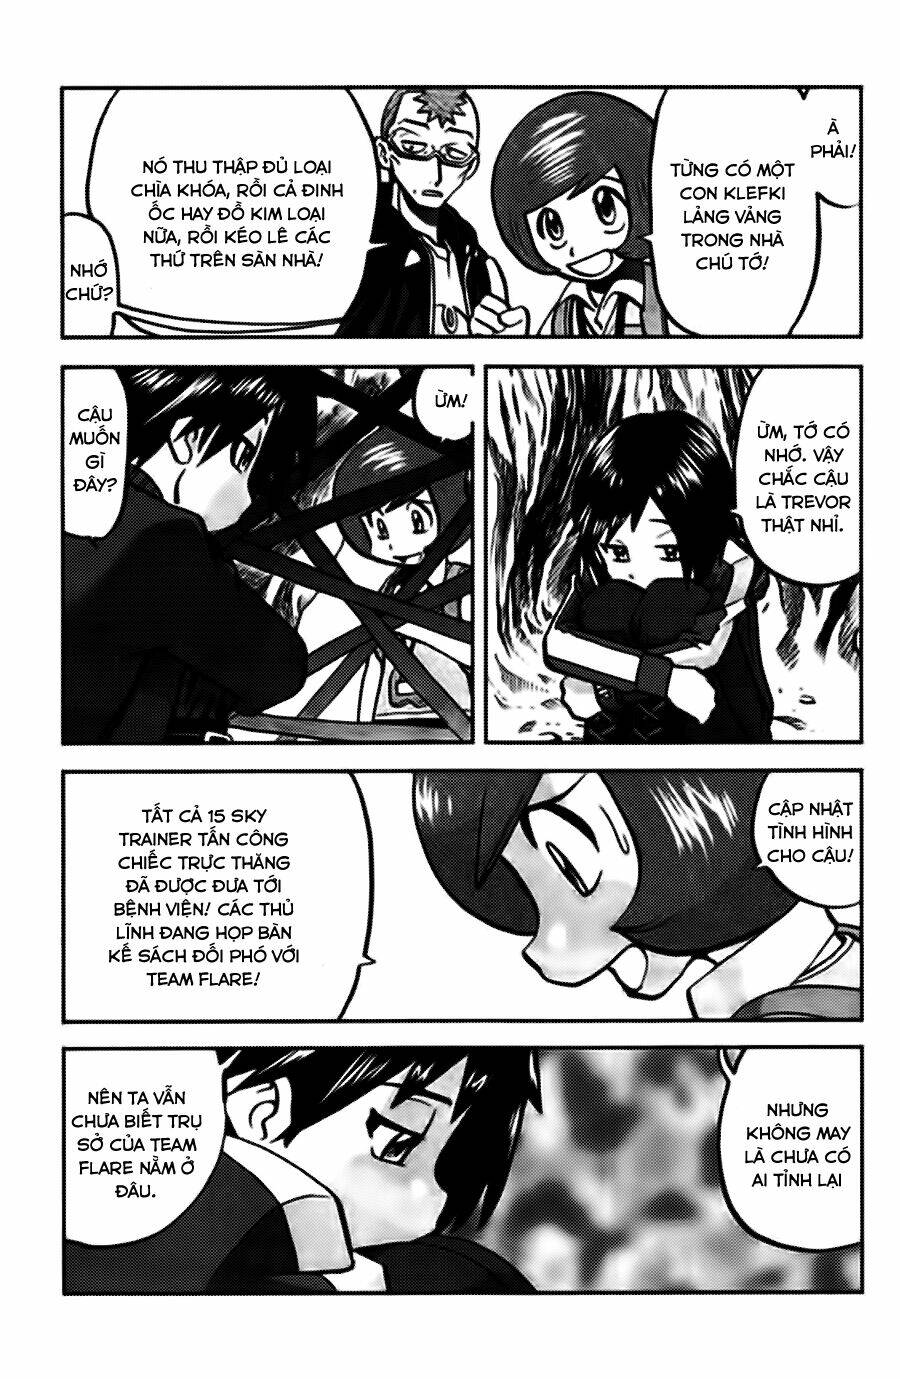 À
PHẢI!
TỪNG CÓ MỘT
CON KLEFKI
LẢNG VẢNG
TRONG NHÀ
CHÚ TỚ!
NÓ THU THẬP ĐỦ LOẠI
CHÌA KHÓA, RỒI CẢ ĐINH
ỐC HAY ĐỒ KIM LOẠI
NỮA, RỒI KÉO LÊ CÁC
THỨ TRÊN SÀN NHÀ!
NHỚ
CHỨ?
ỪM, TỚ CÓ
NHỚ. VẬY
CHẮC CẬU
LÀ TREVOR
THẬT NHỈ.
ỪM!
CẬU
MUỐN
GÌ
ĐÂY?
CẬP NHẬT
TÌNH HÌNH
CHO CẬU!
TẤT CẢ 15 SKY
TRAINER TẤN CÔNG
CHIẾC TRỰC THĂNG
ĐÃ ĐƯỢC ĐƯA TỚI
BỆNH VIỆN! CÁC THỦ
LĨNH ĐANG HỌP BÀN
KẾ SÁCH ĐỐI PHÓ VỚI
TEAM FLARE!
NHƯNG
KHÔNG MAY
LÀ CHƯA CÓ
AI TỈNH LẠI
NÊN TA VẪN
CHƯA BIẾT TRỤ
SỞ CỦA TEAM
FLARE NẰM Ở
ĐÂU.